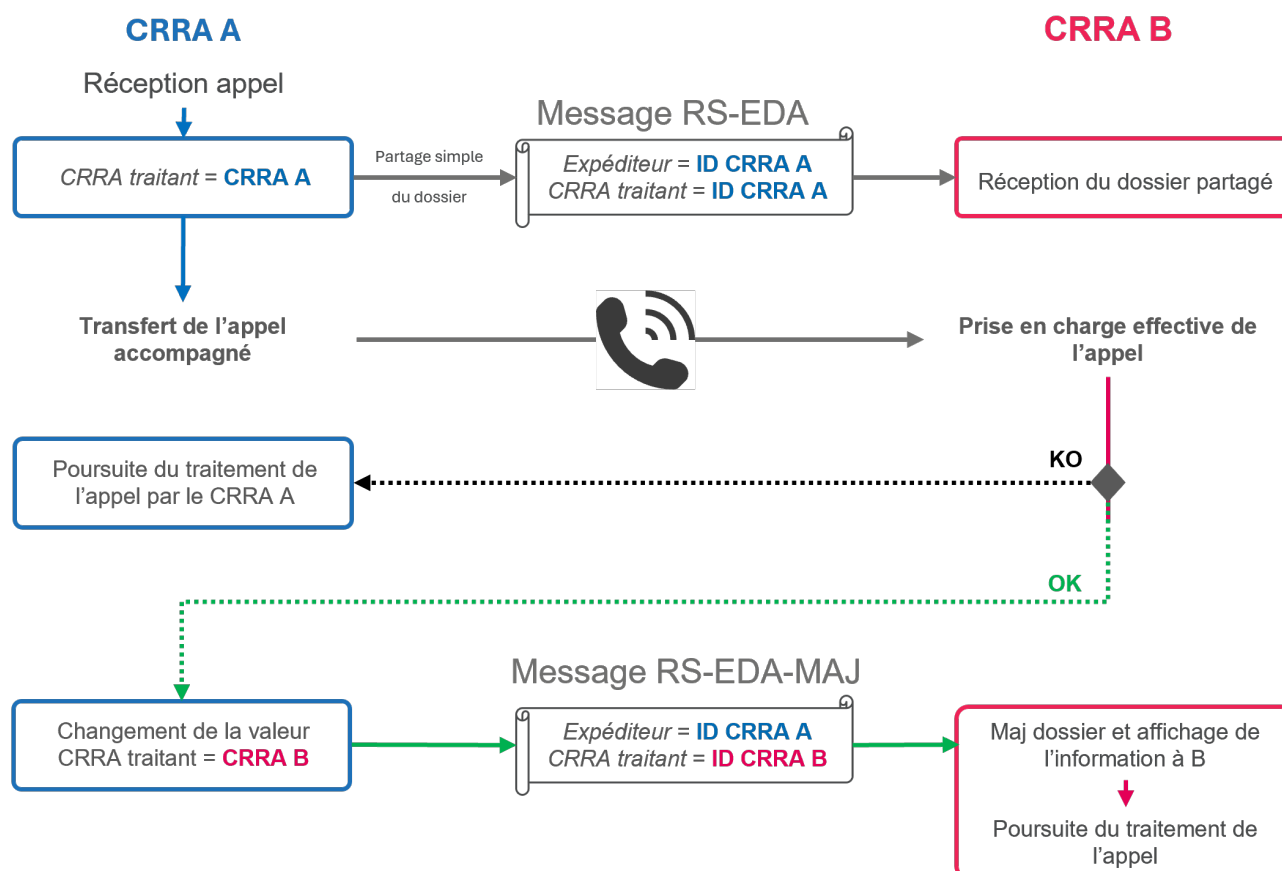 CRRA A
CRRA B
Réception appel
Message RS-EDA
CRRA traitant = CRRA A
Partage simple
du dossier
Expéditeur = ID CRRA A
CRRA traitant = ID CRRA A
Réception du dossier partagé
Transfert de l'appel
accompagné
Prise en charge effective de
l'appel
KO
Poursuite du traitement de
l'appel par le CRRA A
OK
Message RS-EDA-MAJ
Changement de la valeur
CRRA traitant = CRRA B
Expéditeur = ID CRRA A
CRRA traitant = ID CRRA B
Maj dossier et affichage de
l'information à B
Poursuite du traitement de
l'appel